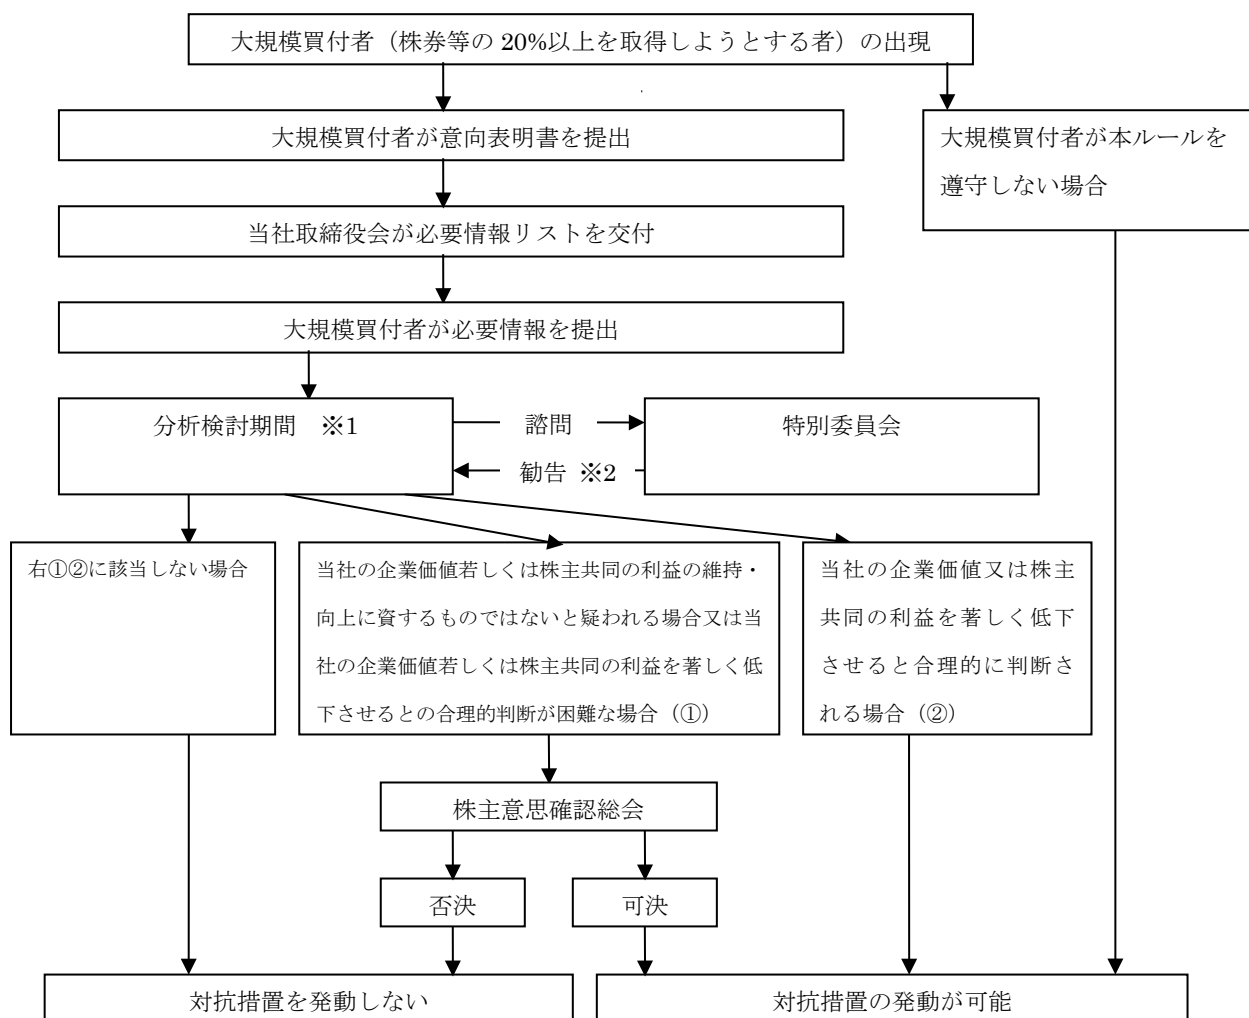 大規模買付者（株券等の 20%以上を取得しようとする者）の出現
大規模買付者が意向表明書を提出
大規模買付者が本ルールを
遵守しない場合
当社取締役会が必要情報リストを交付
大規模買付者が必要情報を提出
分析検討期間　※1
諮問
特別委員会
勧告 ※2
右①②に該当しない場合
当社の企業価値若しくは株主共同の利益の維持・
向上に資するものではないと疑われる場合又は当
社の企業価値若しくは株主共同の利益を著しく低
下させるとの合理的判断が困難な場合（①）
当社の企業価値又は株主
共同の利益を著しく低下
させると合理的に判断さ
れる場合（②）
株主意思確認総会
否決
可決
対抗措置を発動しない
対抗措置の発動が可能